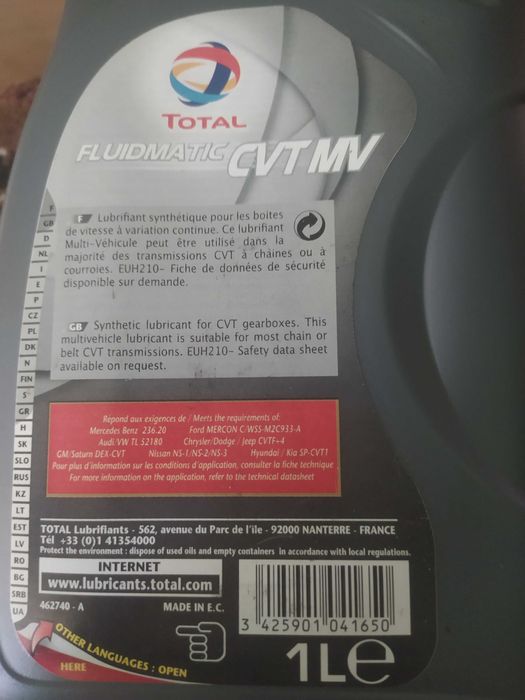 TOTAL
FLUIDMATIC CVT MV
F
GB
D
NL
I
E
P
CZ
PL
DK
N
FIN
S
GR
H
SK
SLO
RUS
KZ
LT
EST
LV
RO
BG
SRB
UA
F Lubrifiant synthétique pour les boites
de vitesse à variation continue. Ce lubrifiant
Multi-Véhicule peut être utilisé dans la
majorité des transmissions CVT à chaînes ou à
courroies. EUH210- Fiche de données de sécurité
disponible sur demande.
GB Synthetic lubricant for CVT gearboxes. This
multivehicle lubricant is suitable for most chain or
belt CVT transmissions. EUH210- Safety data sheet
available on request.
Répond aux exigences de / Meets the requirements of:
Mercedes Benz 236.20 Ford MERCON C/WSS-M2C933-A
Audi/VW TL 52180 Chrysler/Dodge / Jeep CVTF+4
GM/Saturn DEX-CVT Nissan NS-1/NS-2/NS-3 Hyundai / Kia SP-CVT1
Pour plus d'information sur les conditions d'application, consulter la fiche technique
For more information on the application, refer to the technical datasheet
TOTAL Lubrifiants - 562, avenue du Parc de l'île - 92000 NANTERRE - FRANCE
Tél +33 (0)1 41354000
Protect the environment : dispose of used oils and empty containers in accordance with local regulations.
INTERNET
www.lubricants.total.com
462740 - A MADE IN E.C.
3 425901 041650
OTHER LANGUAGES : OPEN
HERE
1L e